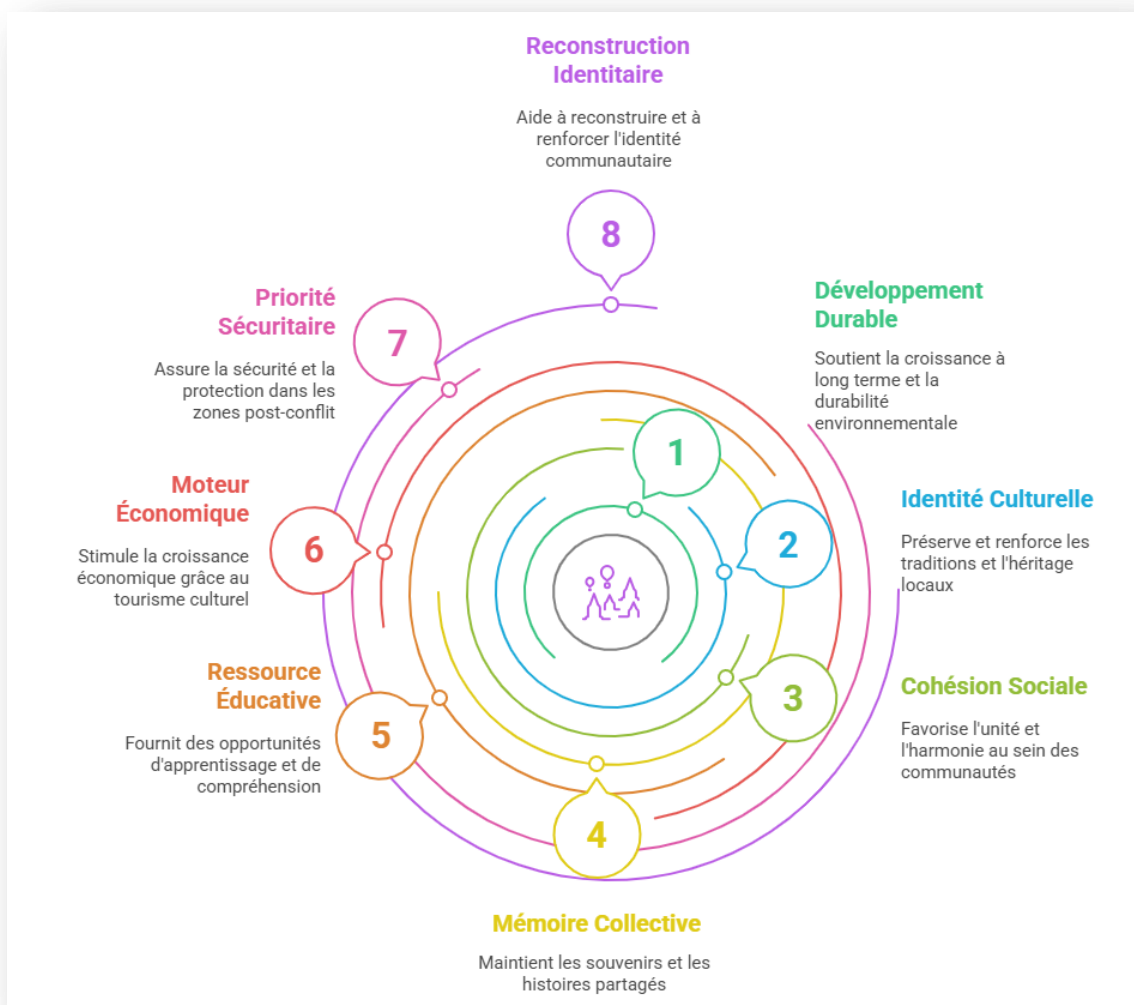 Reconstruction
Identitaire
Aide à reconstruire et à
renforcer l'identité
communautaire
8
Priorité
Sécuritaire
Assure la sécurité et la
protection dans les
zones post-conflit
7
Développement
Durable
Soutient la croissance à
long terme et la
durabilité
environnementale
1
Moteur
Économique
Stimule la croissance
économique grâce au
tourisme culturel
6
Identité Culturelle
Préserve et renforce les
traditions et l'héritage
locaux
2
Ressource
Éducative
Fournit des opportunités
d'apprentissage et de
compréhension
5
Cohésion Sociale
Favorise l'unité et
l'harmonie au sein des
communautés
3
4
Mémoire Collective
Maintient les souvenirs et les
histoires partagés